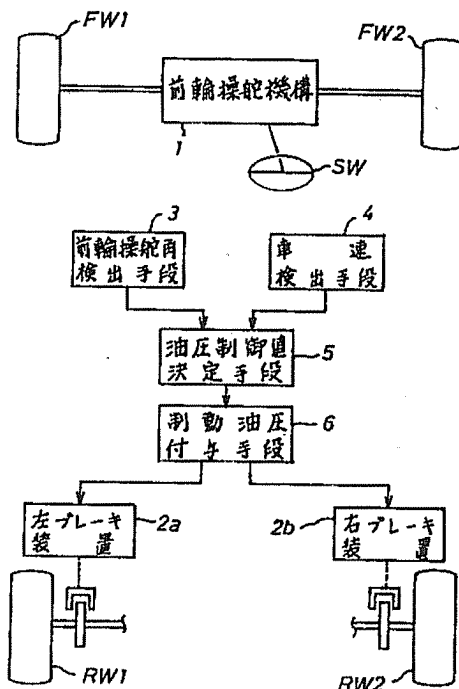 FW1
FW2
前輪操舵機構
1
SW
3
4
前輪操舵角
検出手段
車速
検出手段
油圧制御値
決定手段
5
制動油圧
付与手段
6
左ブレーキ
装置
2a
右ブレーキ
装置
2b
RW1
RW2